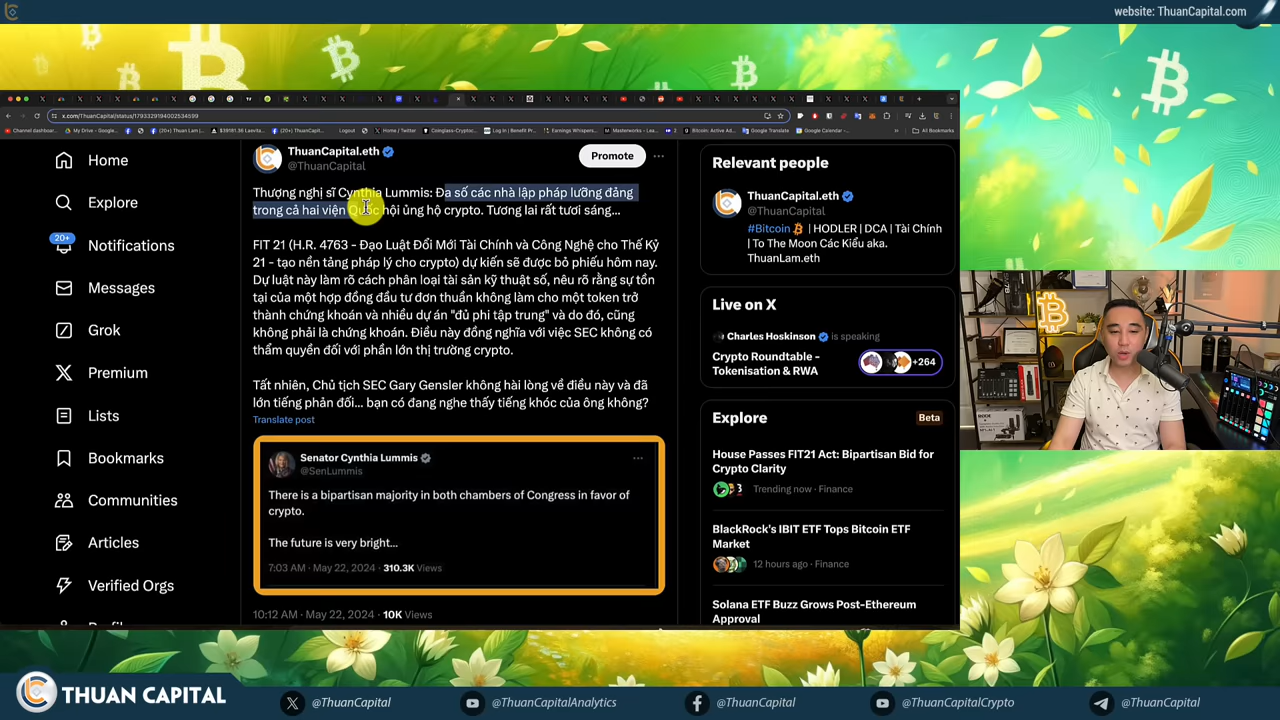 website: ThuanCapital.com
x.com/ThuanCapital/status/1793329194002534599
Home
Explore
20+
Notifications
Messages
Grok
Premium
Lists
Bookmarks
Communities
Articles
Verified Orgs
ThuanCapital.eth
@ThuanCapital
Promote
Thượng nghị sĩ Cynthia Lummis: Đa số các nhà lập pháp lưỡng đảng
trong cả hai viện Quốc hội ủng hộ crypto. Tương lai rất tươi sáng...
FIT 21 (H.R. 4763 - Đạo Luật Đổi Mới Tài Chính và Công Nghệ cho Thế Kỷ
21 - tạo nền tảng pháp lý cho crypto) dự kiến sẽ được bỏ phiếu hôm nay.
Dự luật này làm rõ cách phân loại tài sản kỹ thuật số, nêu rõ rằng sự tồn
tại của một hợp đồng đầu tư đơn thuần không làm cho một token trở
thành chứng khoán và nhiều dự án "đủ phi tập trung" và do đó, cũng
không phải là chứng khoán. Điều này đồng nghĩa với việc SEC không có
thẩm quyền đối với phần lớn thị trường crypto.
Tất nhiên, Chủ tịch SEC Gary Gensler không hài lòng về điều này và đã
lớn tiếng phản đối... bạn có đang nghe thấy tiếng khóc của ông không?
Translate post
Senator Cynthia Lummis
@SenLummis
There is a bipartisan majority in both chambers of Congress in favor of
crypto.
The future is very bright...
7:03 AM · May 22, 2024 · 310.3K Views
10:12 AM · May 22, 2024 · 10K Views
Relevant people
ThuanCapital.eth
@ThuanCapital
#Bitcoin | HODLER | DCA | Tài Chính
| To The Moon Các Kiểu aka.
ThuanLam.eth
Live on X
Charles Hoskinson is speaking
Crypto Roundtable -
Tokenisation & RWA
+264
Explore
Beta
House Passes FIT21 Act: Bipartisan Bid for
Crypto Clarity
Trending now · Finance
BlackRock's IBIT ETF Tops Bitcoin ETF
Market
12 hours ago · Finance
Solana ETF Buzz Grows Post-Ethereum
Approval
THUAN CAPITAL
@ThuanCapital
@ThuanCapitalAnalytics
@ThuanCapital
@ThuanCapitalCrypto
@ThuanCapital